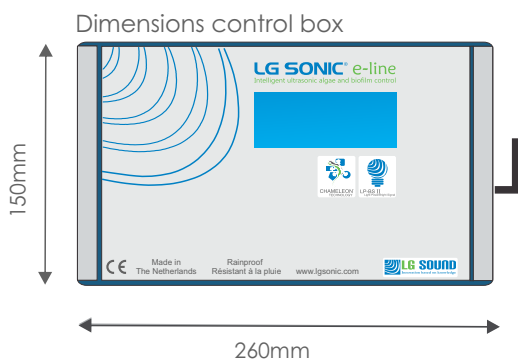 Dimensions control box
LG SONIC® e-line
Intelligent ultrasonic algae and biofilm control
150mm
CHAMELEON
LP-BS II
CE
Made in
The Netherlands
Rainproof
Résistant à la pluie
www.lgsonic.com
LG SOUND
260mm